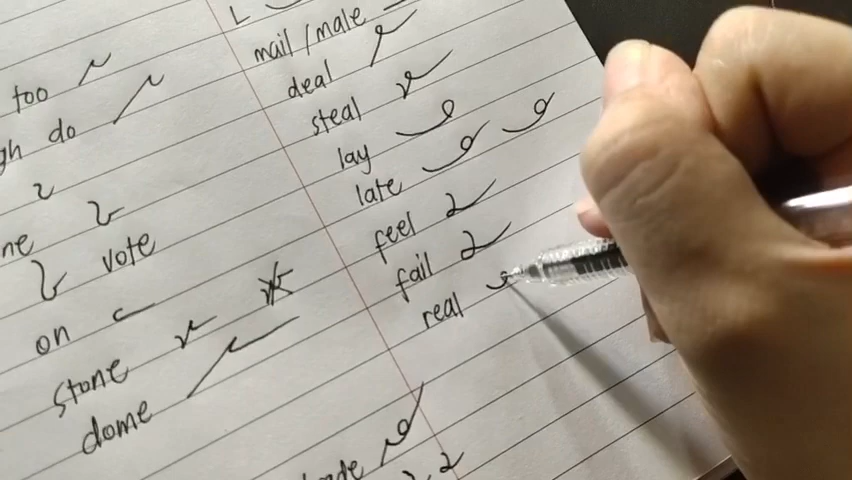 too
do
vote
on
stone
dome
L
mail/male
deal
steal
lay
late
feel
fail
real